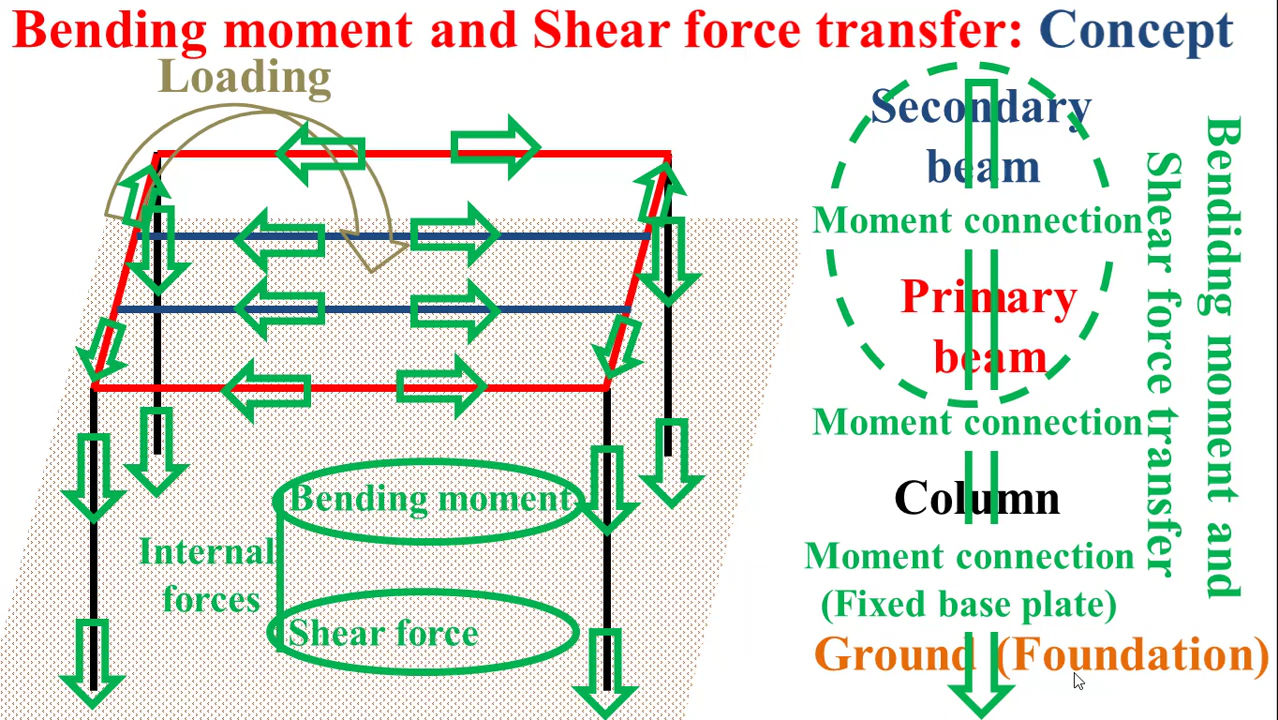 Bending moment and Shear force transfer: Concept
Loading
Secondary
beam
Moment connection
Primary
beam
Moment connection
Column
Moment connection
(Fixed base plate)
Ground (Foundation)
Bendidng moment and
Shear force transfer
Internal
forces
Bending moment
Shear force